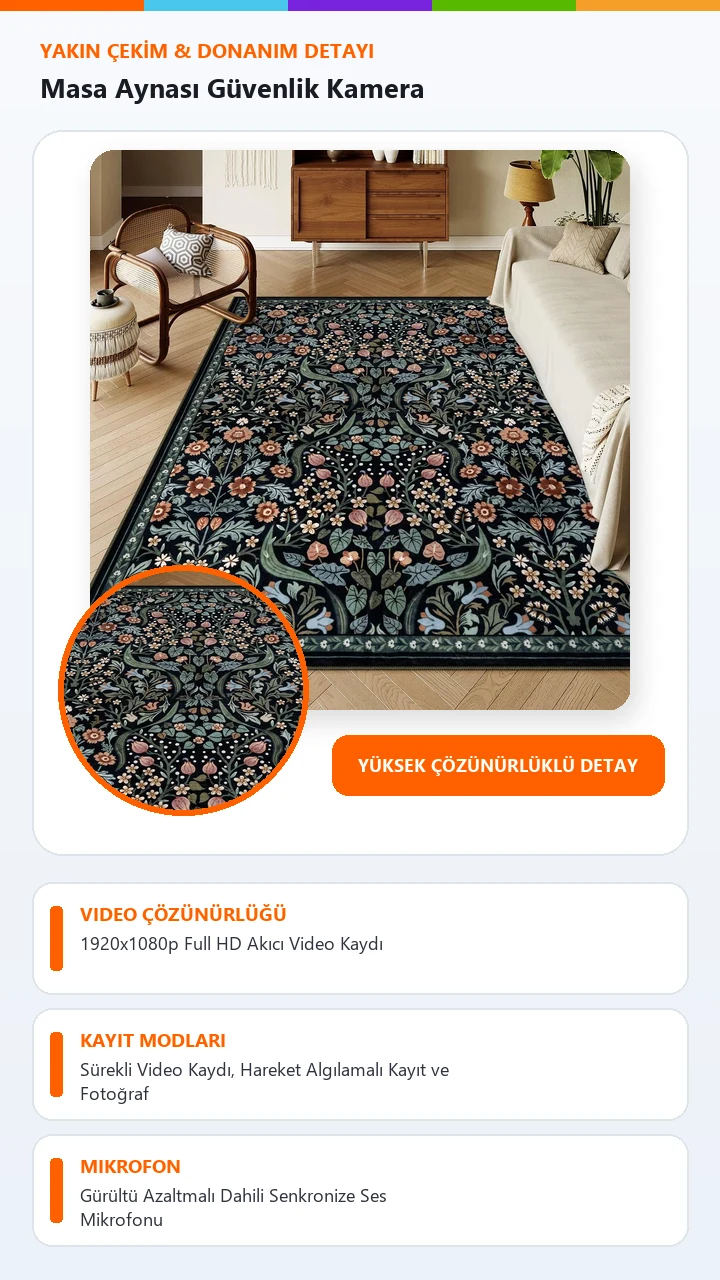 YAKIN ÇEKİM & DONANIM DETAYI
Masa Aynası Güvenlik Kamera
YÜKSEK ÇÖZÜNÜRLÜKLÜ DETAY
VIDEO ÇÖZÜNÜRLÜĞÜ
1920x1080p Full HD Akıcı Video Kaydı
KAYIT MODLARI
Sürekli Video Kaydı, Hareket Algılamalı Kayıt ve
Fotoğraf
MIKROFON
Gürültü Azaltmalı Dahili Senkronize Ses
Mikrofonu